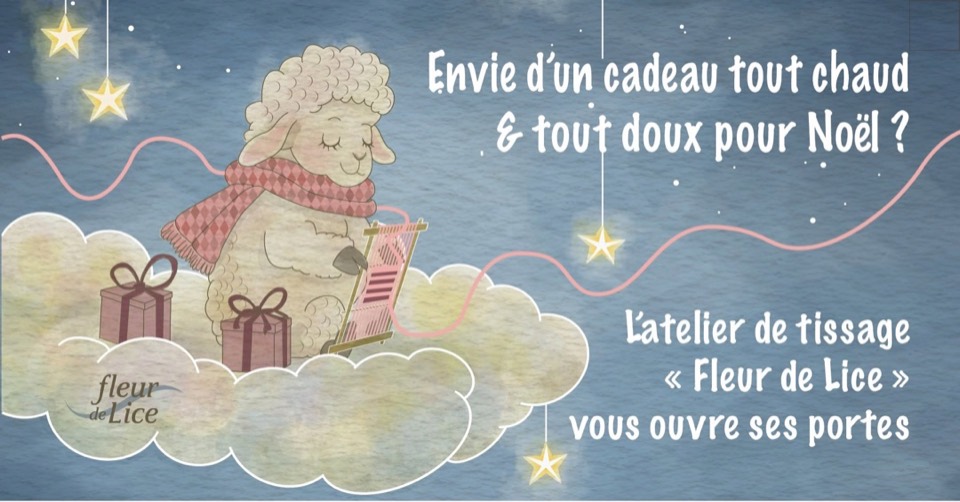 Envie d'un cadeau tout chaud
& tout doux pour Noël ?
L'atelier de tissage
« Fleur de Lice »
vous ouvre ses portes
fleur
de Lice